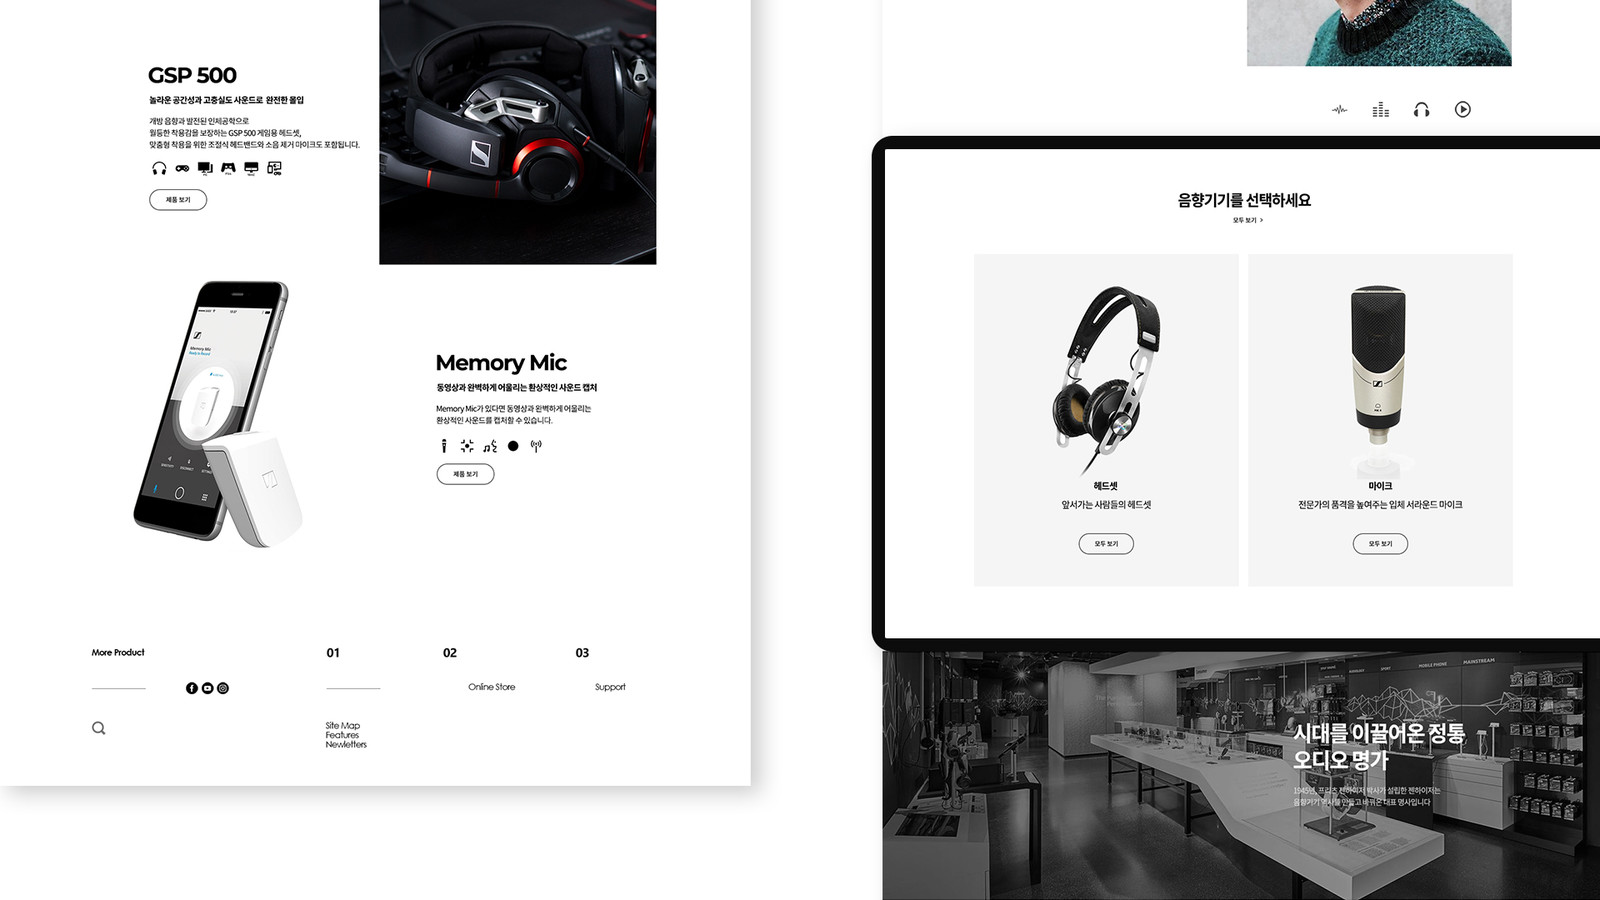 GSP 500
놀라운 공간성과 고충실도 사운드로 완전한 몰입
개방 음향과 발전된 인체공학으로
월등한 착용감을 보장하는 GSP 500 게임용 헤드셋,
맞춤형 착용을 위한 조절식 헤드밴드와 소음 제거 마이크도 포함됩니다.
제품 보기
Memory Mic
Ready to Record
Memory Mic
동영상과 완벽하게 어울리는 환상적인 사운드 캡처
Memory Mic가 있다면 동영상과 완벽하게 어울리는
환상적인 사운드를 캡처할 수 있습니다.
제품 보기
More Product
01
02
03
Online Store
Support
Site Map
Features
Newletters
음향기기를 선택하세요
모두 보기 >
헤드셋
앞서가는 사람들의 헤드셋
모두 보기
마이크
전문가의 품격을 높여주는 입체 서라운드 마이크
모두 보기
MOBILE PHONE
MAINSTREAM
시대를 이끌어온 정통
오디오 명가
1945년, 프리츠 젠하이저 박사가 설립한 젠하이저는
음향기기 역사를 만들고 바꿔온 대표 명사입니다